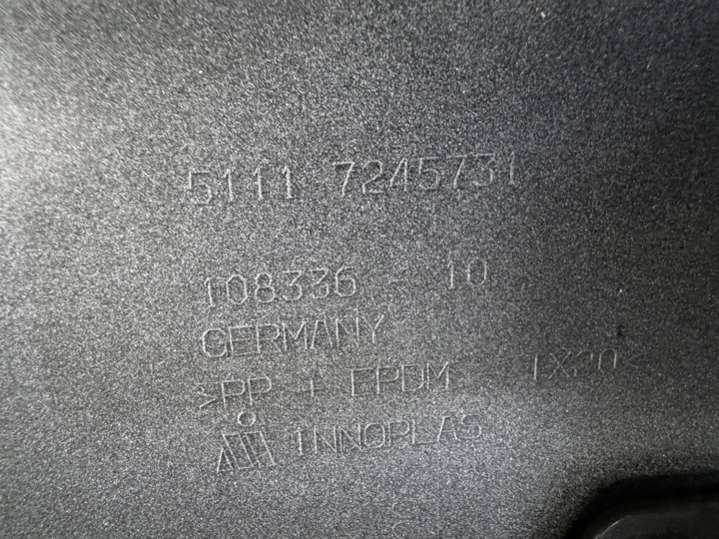 5111 7245731
108336 - 10
GERMANY
>PP + EPDM TX20<
INNOPLAS